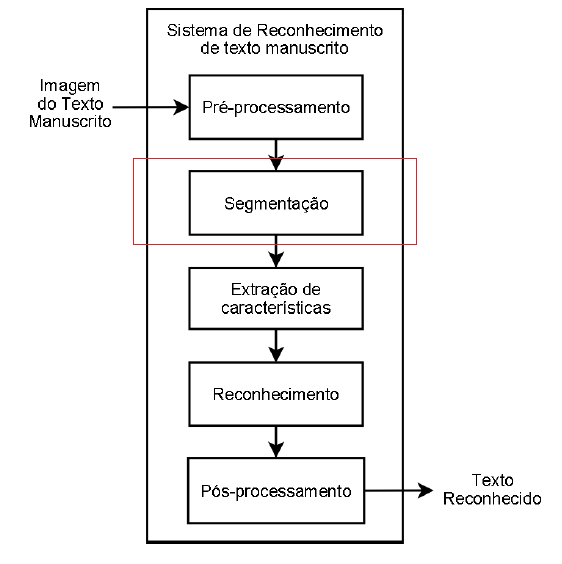 Sistema de Reconhecimento
de texto manuscrito
Imagem
do Texto
Manuscrito
Pré-processamento
Segmentação
Extração de
características
Reconhecimento
Pós-processamento
Texto
Reconhecido